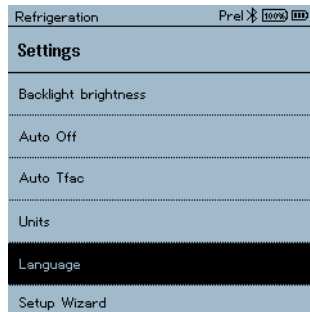 Refrigeration Prel 100%
Settings
Backlight brightness
Auto Off
Auto Tfac
Units
Language
Setup Wizard